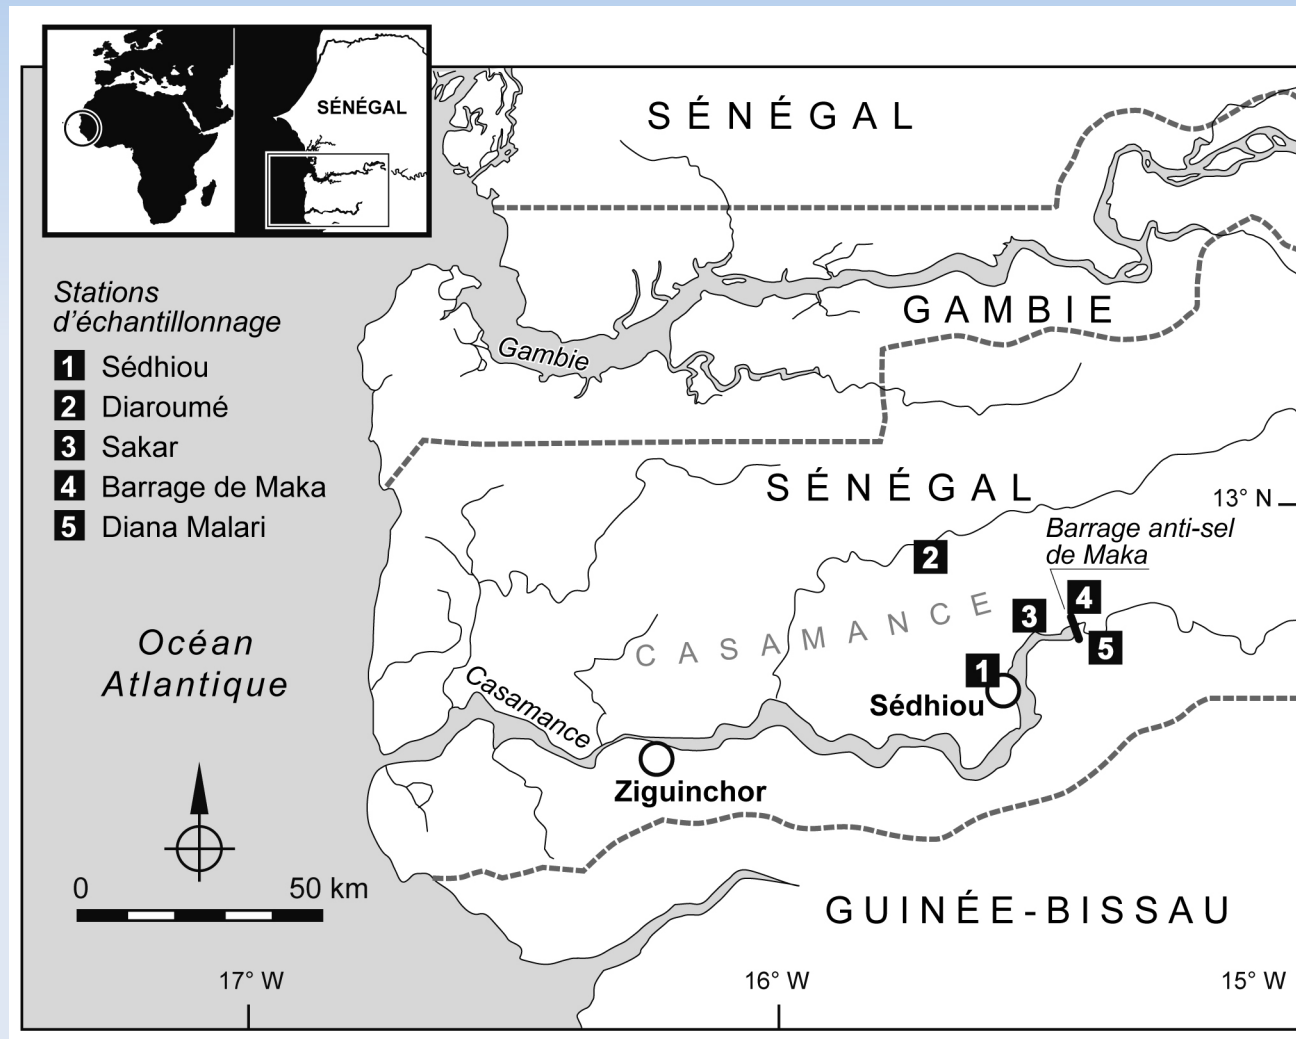 SÉNÉGAL
SÉNÉGAL
Stations
d'échantillonnage
1 Sédhiou
2 Diaroumé
3 Sakar
4 Barrage de Maka
5 Diana Malari
GAMBIE
Gambie
SÉNÉGAL
13° N
Barrage anti-sel
de Maka
2
4
3
5
CASAMANCE
1
Sédhiou
Océan
Atlantique
Casamance
Ziguinchor
0 50 km
GUINÉE-BISSAU
17° W 16° W 15° W